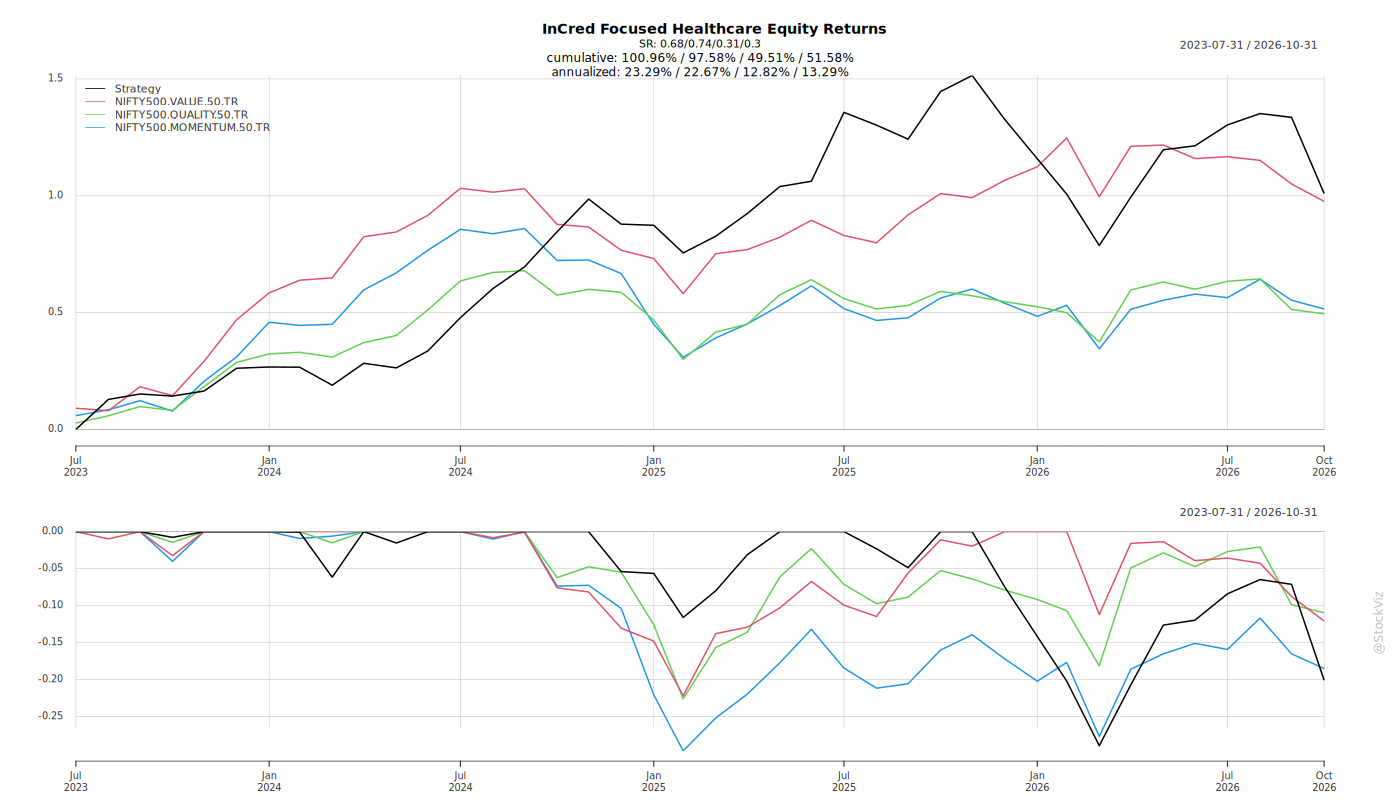 InCred Focused Healthcare Equity Returns
SR: 0.68/0.74/0.31/0.3
cumulative: 100.96% / 97.58% / 49.51% / 51.58%
annualized: 23.29% / 22.67% / 12.82% / 13.29%
2023-07-31 / 2026-10-31
Strategy
NIFTY500.VALUE.50.TR
NIFTY500.QUALITY.50.TR
NIFTY500.MOMENTUM.50.TR
1.5
1.0
0.5
0.0
Jul 2023
Jan 2024
Jul 2024
Jan 2025
Jul 2025
Jan 2026
Jul 2026
Oct 2026
2023-07-31 / 2026-10-31
0.00
-0.05
-0.10
-0.15
-0.20
-0.25
Jul 2023
Jan 2024
Jul 2024
Jan 2025
Jul 2025
Jan 2026
Jul 2026
Oct 2026
@StockViz